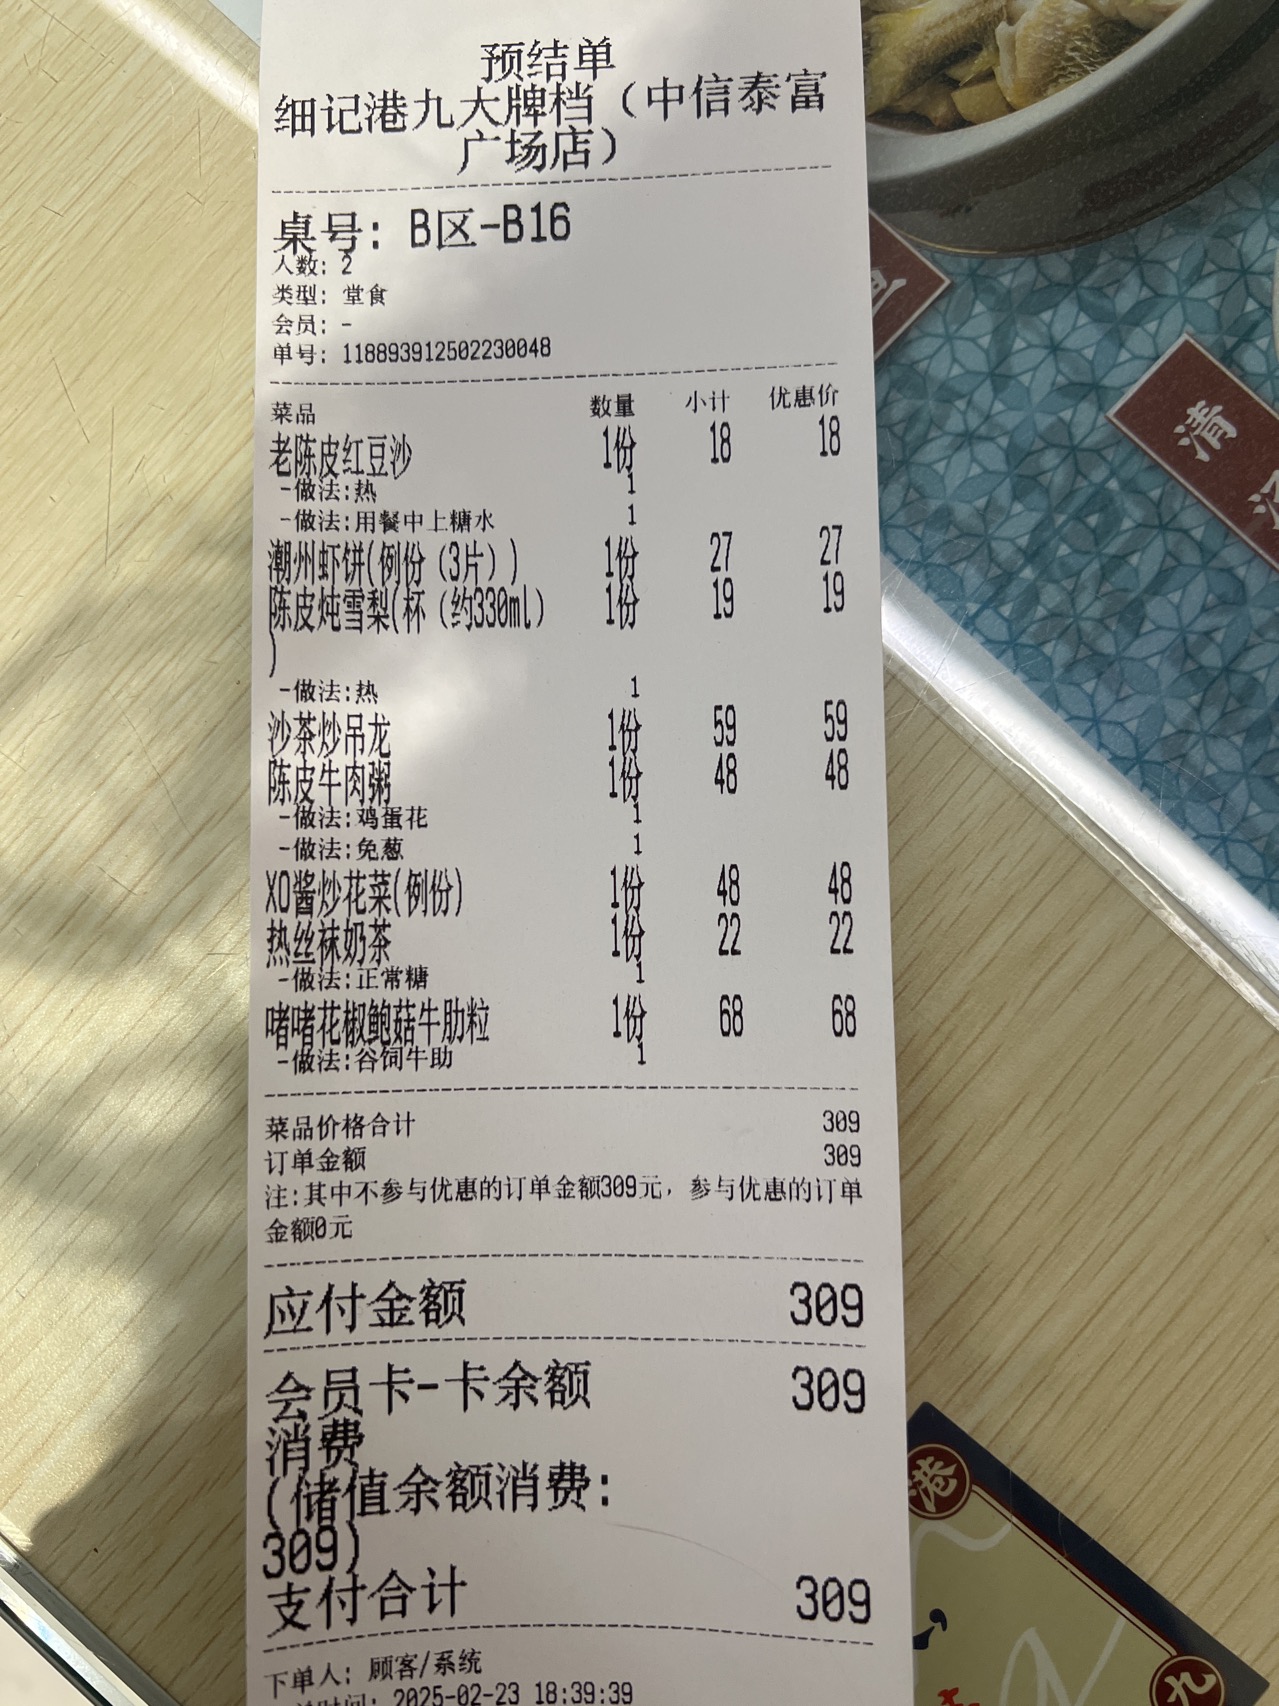 预结单
细记港九大牌档（中信泰富
广场店）
桌号: B区-B16
人数: 2
类型: 堂食
会员: -
单号: 118893912502230048
菜品 数量 小计 优惠价
老陈皮红豆沙 1份 18 18
-做法:热 1
-做法:用餐中上糖水 1
潮州虾饼(例份（3片）) 1份 27 27
陈皮炖雪梨(杯（约330ml） 1份 19 19
)
-做法:热 1
沙茶炒吊龙 1份 59 59
陈皮牛肉粥 1份 48 48
-做法:鸡蛋花 1
-做法:免葱 1
XO酱炒花菜(例份) 1份 48 48
热丝袜奶茶 1份 22 22
-做法:正常糖 1
啫啫花椒鲍菇牛肋粒 1份 68 68
-做法:谷饲牛助 1
菜品价格合计 309
订单金额 309
注:其中不参与优惠的订单金额309元，参与优惠的订单
金额0元
应付金额 309
会员卡-卡余额 309
消费
(储值余额消费:
309)
支付合计 309
下单人: 顾客/系统
时间: 2025-02-23 18:39:39
清
港
九